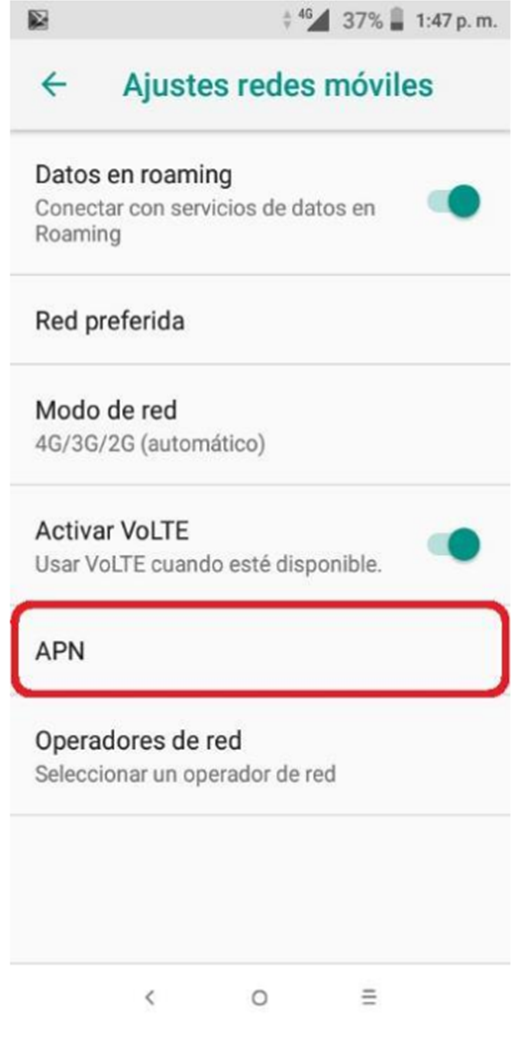 4G 37% 1:47 p. m.
Ajustes redes móviles
Datos en roaming
Conectar con servicios de datos en
Roaming
Red preferida
Modo de red
4G/3G/2G (automático)
Activar VoLTE
Usar VoLTE cuando esté disponible.
APN
Operadores de red
Seleccionar un operador de red